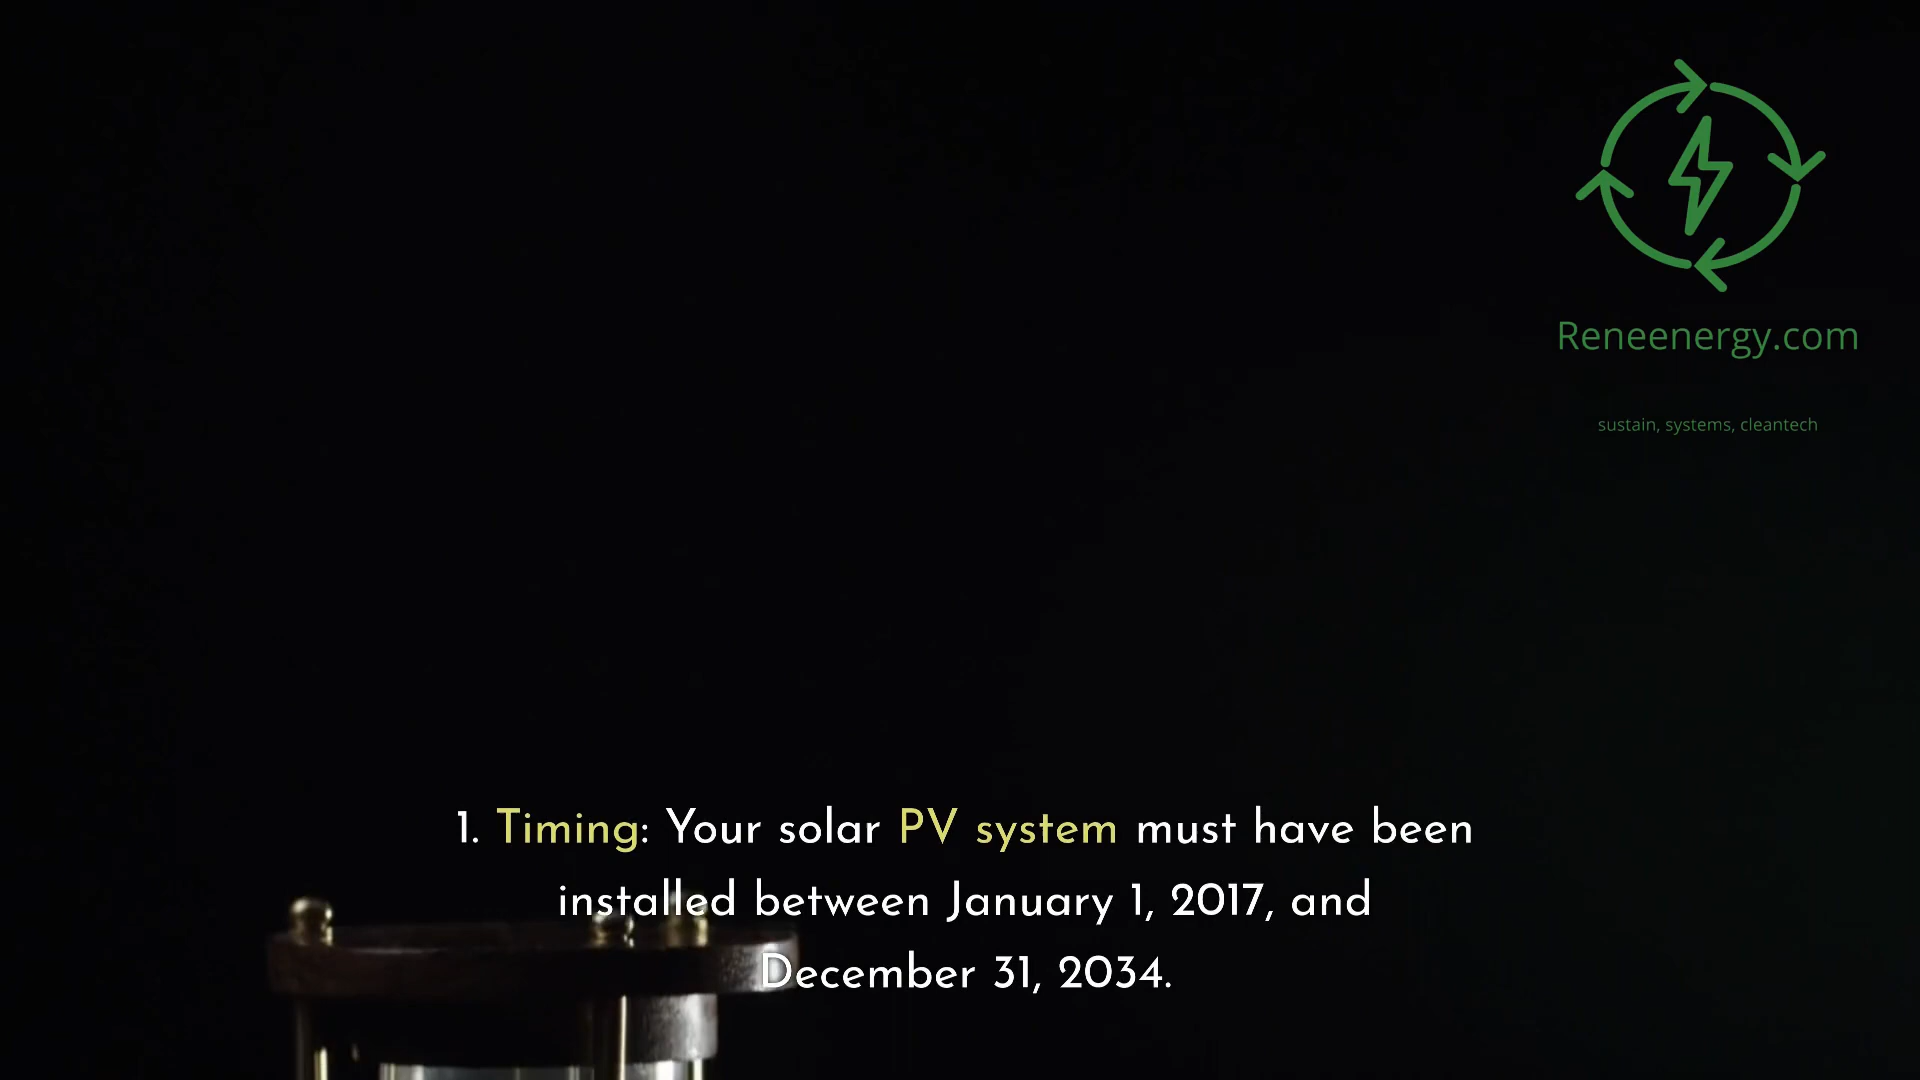 Reneenergy.com
sustain, systems, cleantech
1. Timing: Your solar PV system must have been
installed between January 1, 2017, and
December 31, 2034.